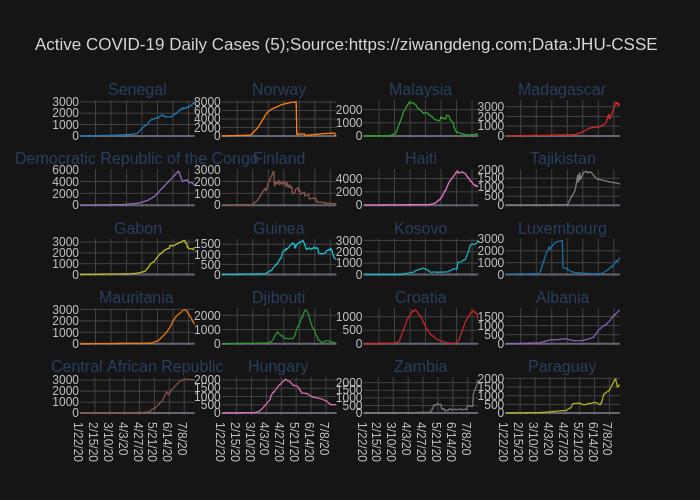 Active COVID-19 Daily Cases (5);Source:https://ziwangdeng.com;Data:JHU-CSSE
Senegal Norway Malaysia Madagascar
3000 2000 1000 0
8000 6000 4000 2000 0
2000 1000 0
3000 2000 1000 0
Democratic Republic of the Congo Finland Haiti Tajikistan
6000 4000 2000 0
3000 2000 1000 0
4000 2000 0
2000 1500 1000 500 0
Gabon Guinea Kosovo Luxembourg
3000 2000 1000 0
1500 1000 500 0
3000 2000 1000 0
3000 2000 1000 0
Mauritania Djibouti Croatia Albania
3000 2000 1000 0
2000 1000 0
1000 500 0
1500 1000 500 0
Central African Republic Hungary Zambia Paraguay
3000 2000 1000 0
2000 1500 1000 500 0
2000 1500 1000 500 0
2000 1500 1000 500 0
1/22/20 2/15/20 3/10/20 4/3/20 4/27/20 5/21/20 6/14/20 7/8/20
1/22/20 2/15/20 3/10/20 4/3/20 4/27/20 5/21/20 6/14/20 7/8/20
1/22/20 2/15/20 3/10/20 4/3/20 4/27/20 5/21/20 6/14/20 7/8/20
1/22/20 2/15/20 3/10/20 4/3/20 4/27/20 5/21/20 6/14/20 7/8/20